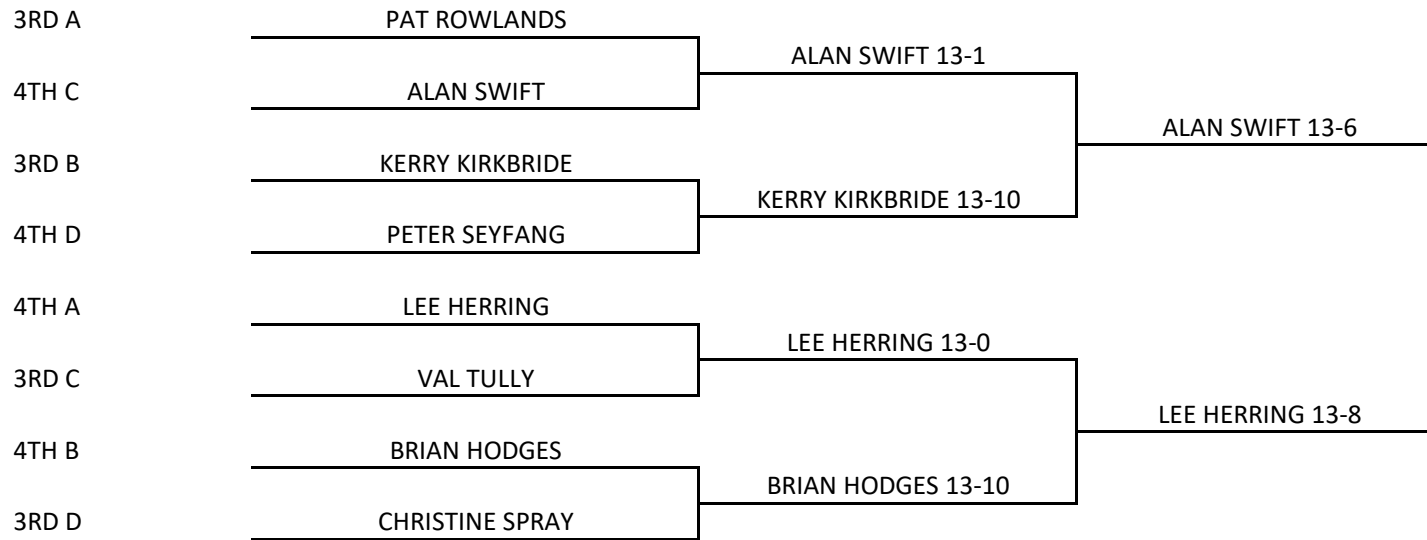 3RD A PAT ROWLANDS
ALAN SWIFT 13-1
4TH C ALAN SWIFT
ALAN SWIFT 13-6
3RD B KERRY KIRKBRIDE
KERRY KIRKBRIDE 13-10
4TH D PETER SEYFANG
4TH A LEE HERRING
LEE HERRING 13-0
3RD C VAL TULLY
LEE HERRING 13-8
4TH B BRIAN HODGES
BRIAN HODGES 13-10
3RD D CHRISTINE SPRAY